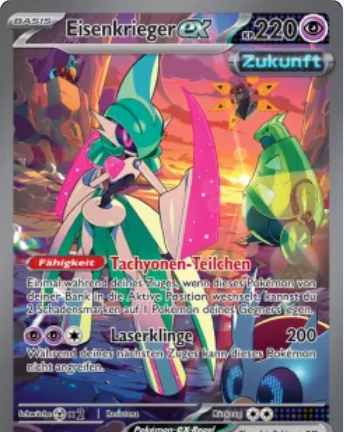 BASIS Eisenkrieger ex KP 220
Zukunft
Fähigkeit Tachyonen-Teilchen
Einmal während deines Zuges, wenn dieses Pokémon von
deiner Bank in die Aktive Position wechselt, kannst du
2 Schadensmarken auf 1 Pokémon deines Gegners legen.
Laserklinge 200
Während deines nächsten Zuges kann dieses Pokémon
nicht angreifen.
Schwäche ×2 Resistenz Rückzug
Pokémon-ex-Regel